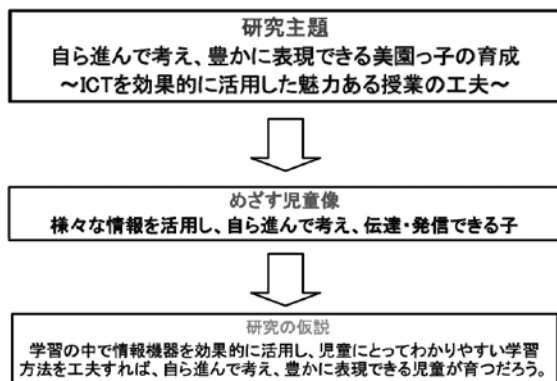 研究主題
自ら進んで考え、豊かに表現できる美園っ子の育成
～ICTを効果的に活用した魅力ある授業の工夫～
めざす児童像
様々な情報を活用し、自ら進んで考え、伝達・発信できる子
研究の仮説
学習の中で情報機器を効果的に活用し、児童にとってわかりやすい学習
方法を工夫すれば、自ら進んで考え、豊かに表現できる児童が育つだろう。